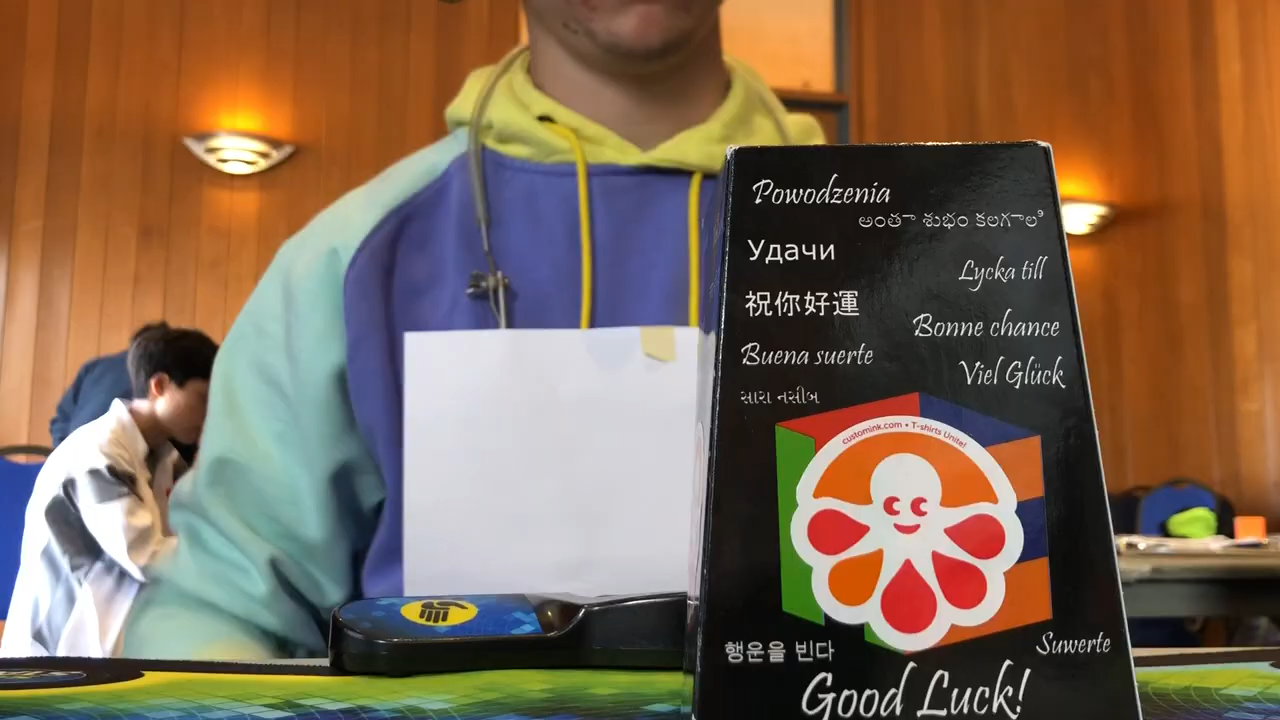 Powodzenia
అంతా శుభం కలగాలి
Удачи
Lycka till
祝你好運
Bonne chance
Buena suerte
Viel Glück
સારા નસીબ
customink.com • T-shirts Unite!
행운을 빈다
Suwerte
Good Luck!